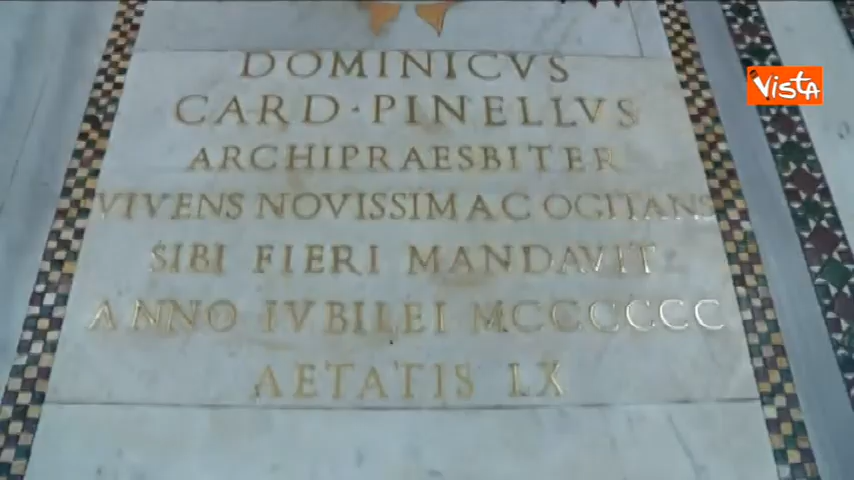 DOMINICVS
CARD·PINELLVS
ARCHIPRAESBITER
VIVENS NOVISSIMA COGITANS
SIBI FIERI MANDAVIT
ANNO IVBILEI MCCCCCC
AETATIS LX
VISTA